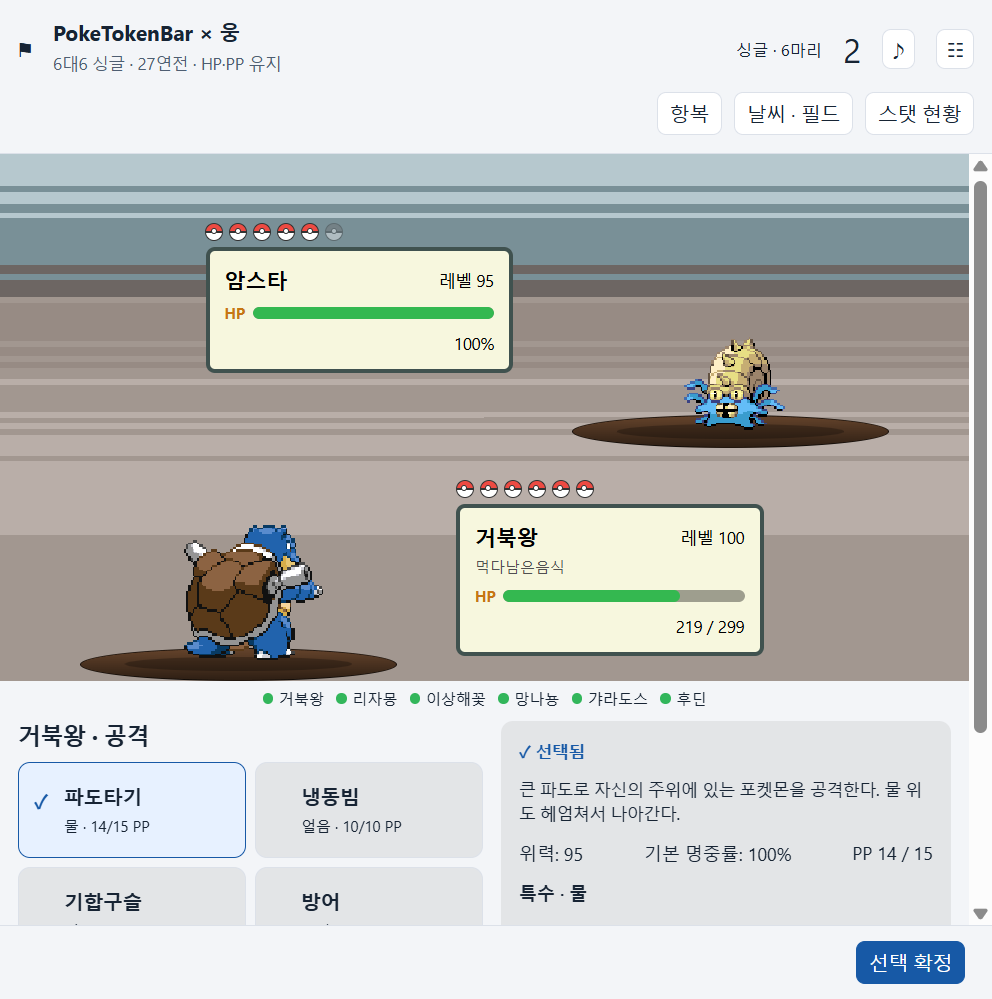 PokeTokenBar × 웅
6대6 싱글 · 27연전 · HP·PP 유지
싱글 · 6마리 2
항복 날씨 · 필드 스탯 현황
암스타 레벨 95
HP
100%
거북왕 레벨 100
먹다남은음식
HP
219 / 299
거북왕 리자몽 이상해꽃 망나뇽 갸라도스 후딘
거북왕 · 공격
✓ 파도타기
물 · 14/15 PP
냉동빔
얼음 · 10/10 PP
기합구슬
방어
✓ 선택됨
큰 파도로 자신의 주위에 있는 포켓몬을 공격한다. 물 위
도 헤엄쳐서 나아간다.
위력: 95 기본 명중률: 100% PP 14 / 15
특수 · 물
선택 확정